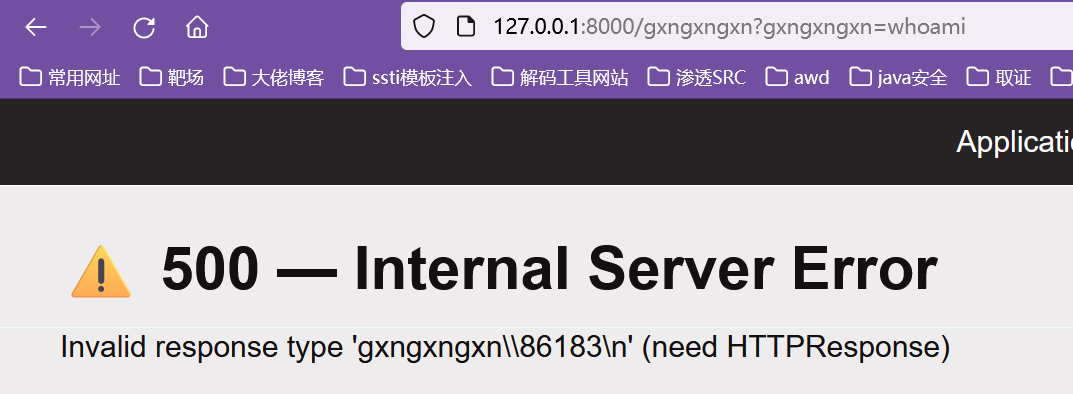 127.0.0.1:8000/gxngxngxn?gxngxngxn=whoami
常用网址 靶场 大佬博客 ssti模板注入 解码工具网站 渗透SRC awd java安全 取证
Applicati
500 — Internal Server Error
Invalid response type 'gxngxngxn\\86183\n' (need HTTPResponse)